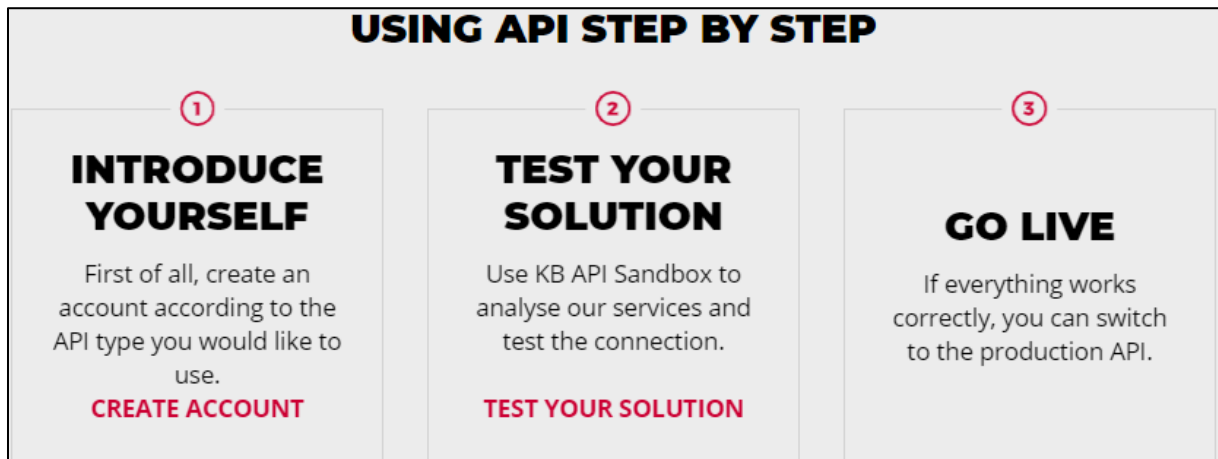 USING API STEP BY STEP
1
INTRODUCE
YOURSELF
First of all, create an
account according to the
API type you would like to
use.
CREATE ACCOUNT
2
TEST YOUR
SOLUTION
Use KB API Sandbox to
analyse our services and
test the connection.
TEST YOUR SOLUTION
3
GO LIVE
If everything works
correctly, you can switch
to the production API.